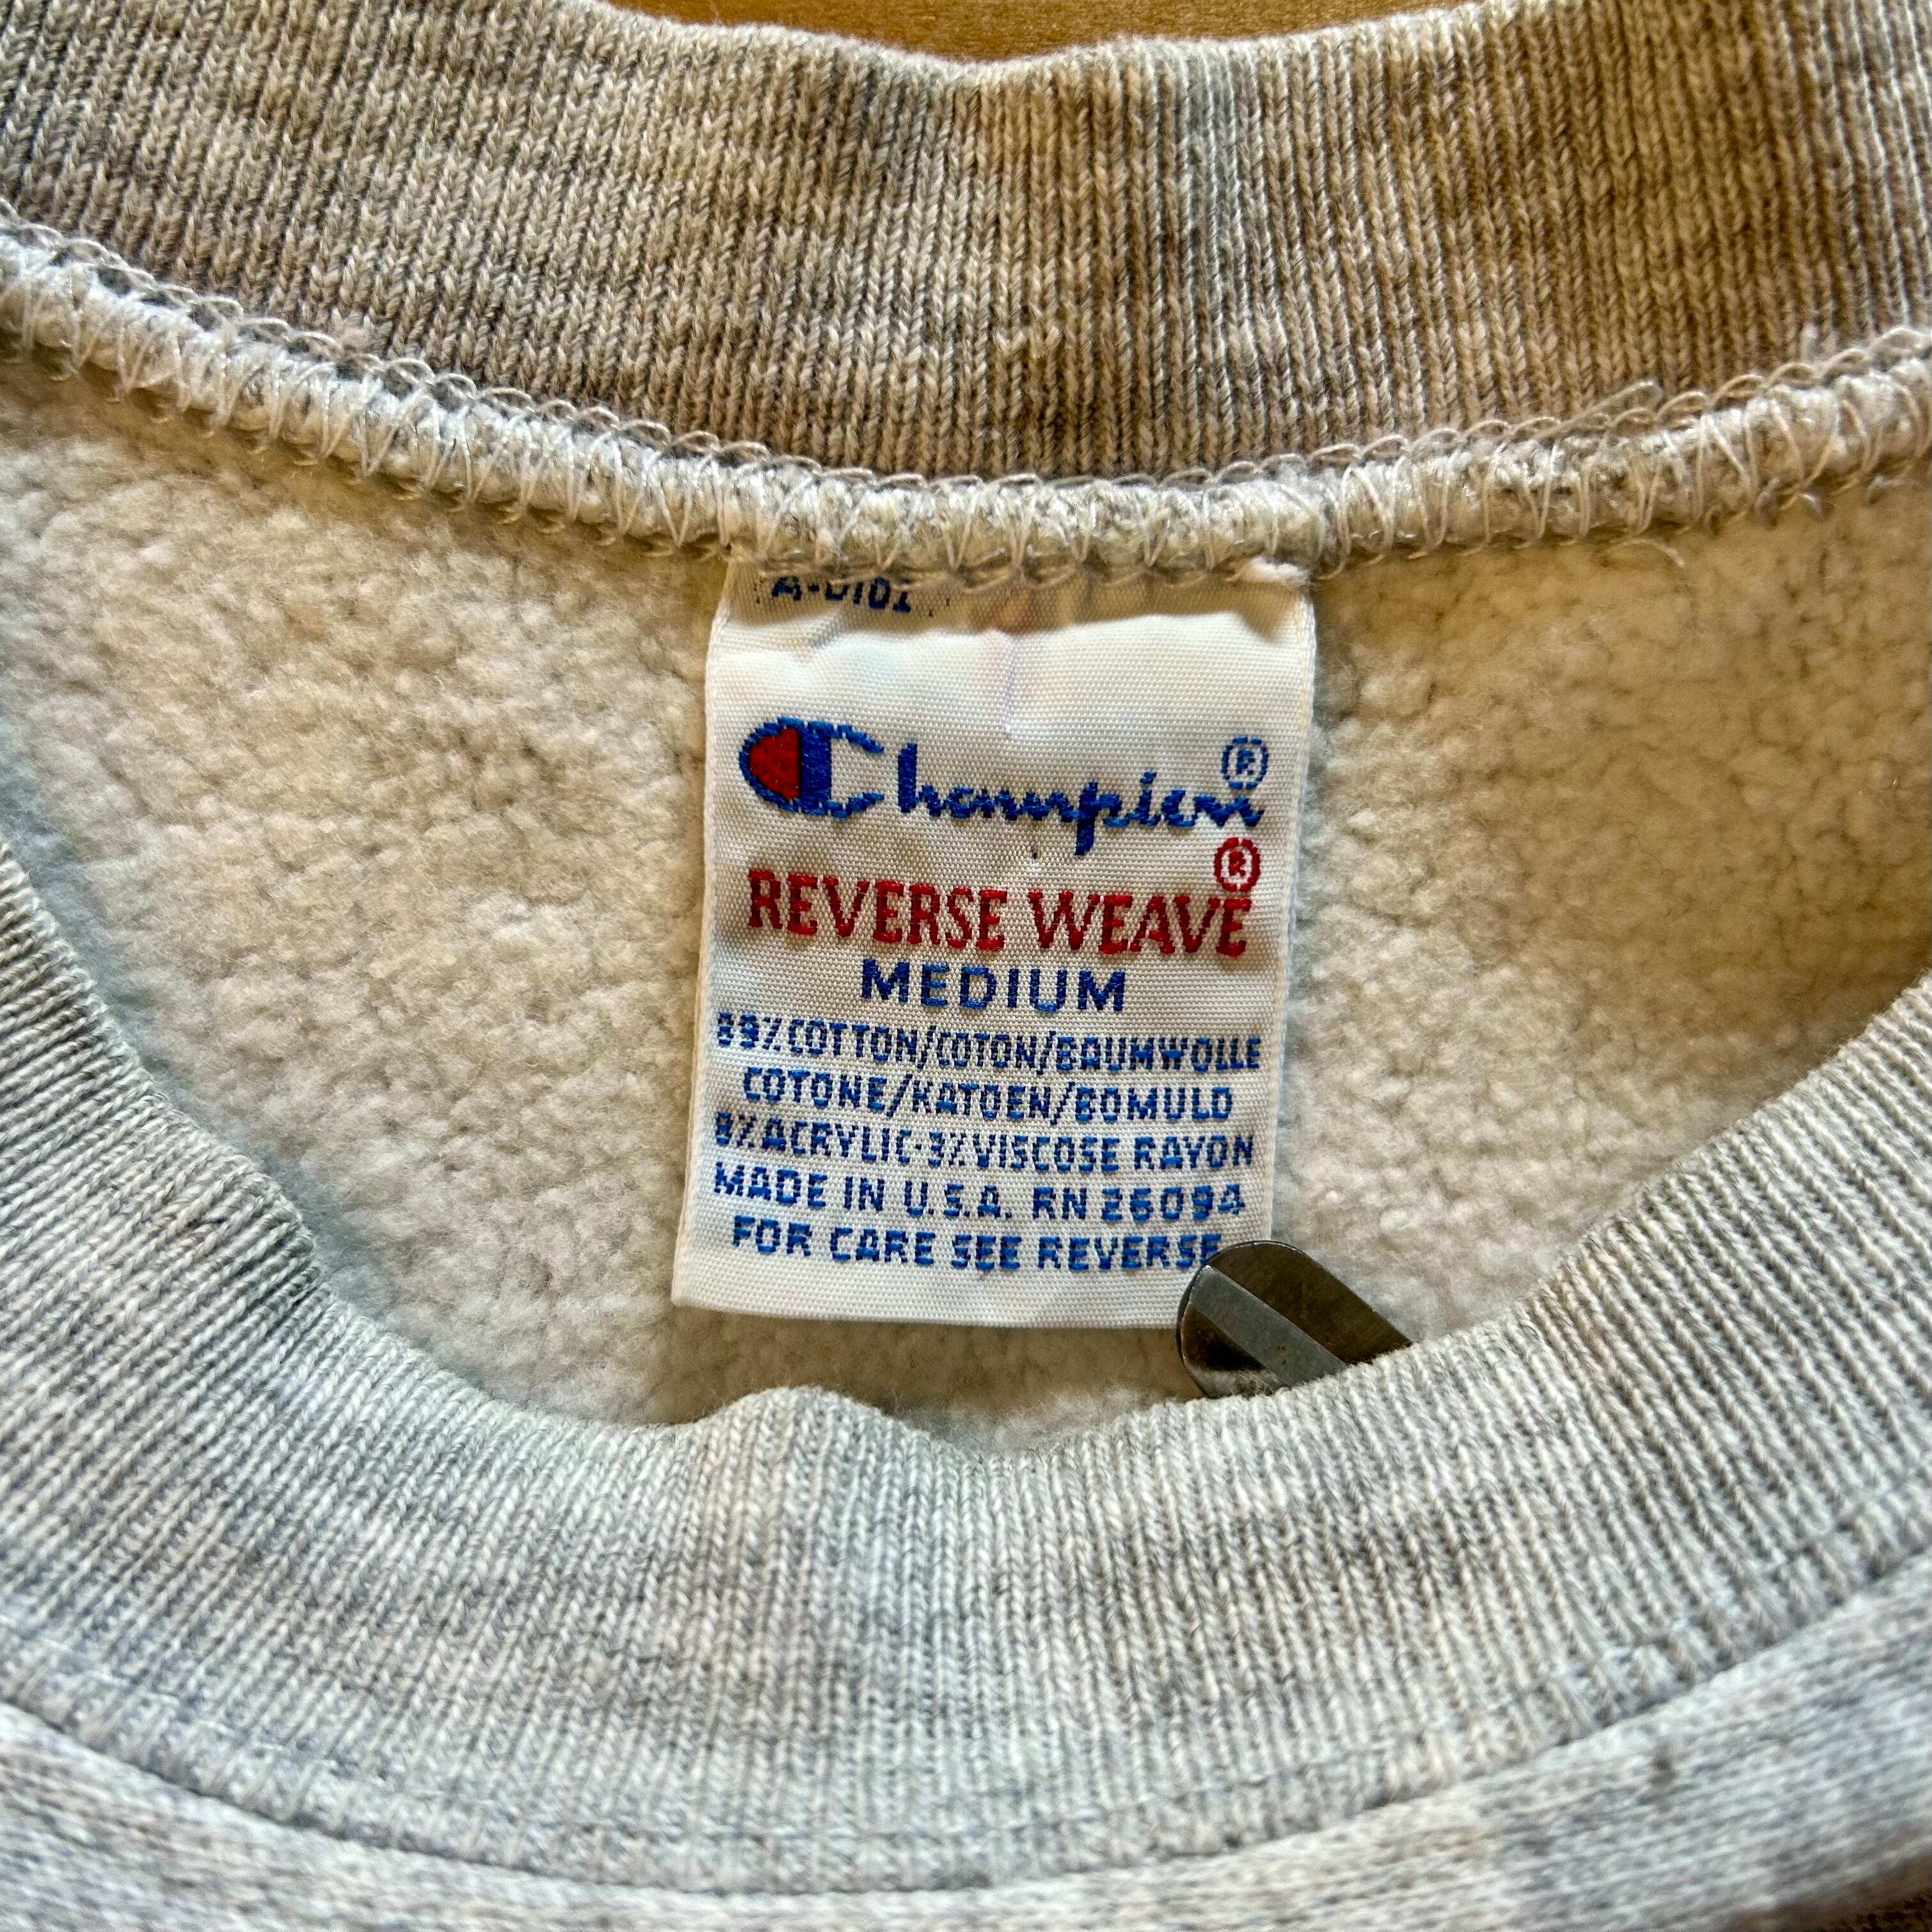 A-0101
Champion®
REVERSE WEAVE®
MEDIUM
89% COTTON/COTON/BAUMWOLLE
COTONE/KATOEN/BOMULD
8% ACRYLIC-3% VISCOSE RAYON
MADE IN U.S.A. RN 26094
FOR CARE SEE REVERSE